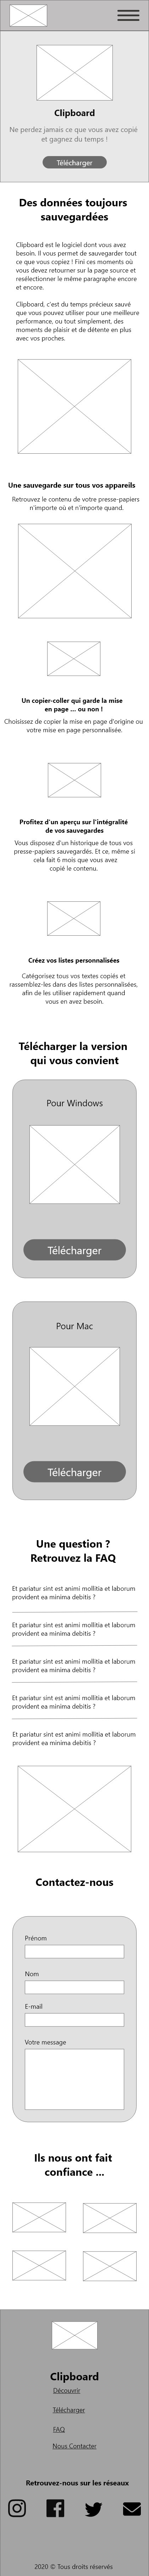 Clipboard
Ne perdez jamais ce que vous avez copié
et gagnez du temps !
Télécharger
Des données toujours
sauvegardées
Clipboard est le logiciel dont vous avez
besoin. Il vous permet de sauvegarder tout
ce que vous copiez ! Fini ces moments où
vous devez retourner sur la page source et
resélectionner le même paragraphe encore
et encore.
Clipboard, c'est du temps précieux sauvé
que vous pouvez utiliser pour une meilleure
performance, ou tout simplement, des
moments de plaisir et de détente en plus
avec vos proches.
Une sauvegarde sur tous vos appareils
Retrouvez le contenu de votre presse-papiers
n'importe où et n'importe quand.
Un copier-coller qui garde la mise
en page ... ou non !
Choisissez de copier la mise en page d'origine ou
votre mise en page personnalisée.
Profitez d'un aperçu sur l'intégralité
de vos sauvegardes
Vous disposez d'un historique de tous vos
presse-papiers sauvegardés. Et ce, même si
cela fait 6 mois que vous avez
copié le contenu.
Créez vos listes personnalisées
Catégorisez tous vos textes copiés et
rassemblez-les dans des listes personnalisées,
afin de les utiliser rapidement quand
vous en avez besoin.
Télécharger la version
qui vous convient
Pour Windows
Télécharger
Pour Mac
Télécharger
Une question ?
Retrouvez la FAQ
Et pariatur sint est animi mollitia et laborum
provident ea minima debitis ?
Et pariatur sint est animi mollitia et laborum
provident ea minima debitis ?
Et pariatur sint est animi mollitia et laborum
provident ea minima debitis ?
Et pariatur sint est animi mollitia et laborum
provident ea minima debitis ?
Et pariatur sint est animi mollitia et laborum
provident ea minima debitis ?
Contactez-nous
Prénom
Nom
E-mail
Votre message
Ils nous ont fait
confiance ...
Clipboard
Découvrir
Télécharger
FAQ
Nous Contacter
Retrouvez-nous sur les réseaux
2020 © Tous droits réservés